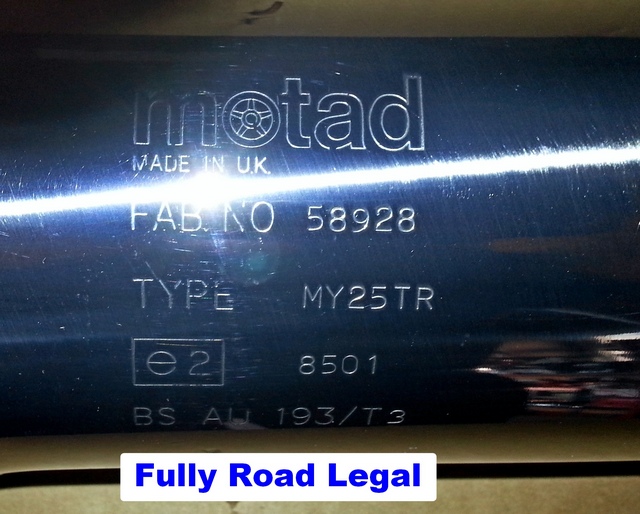 motad
MADE IN U.K.
FAB NO 58928
TYPE MY25TR
e2 8501
BS AU 193/T3
Fully Road Legal